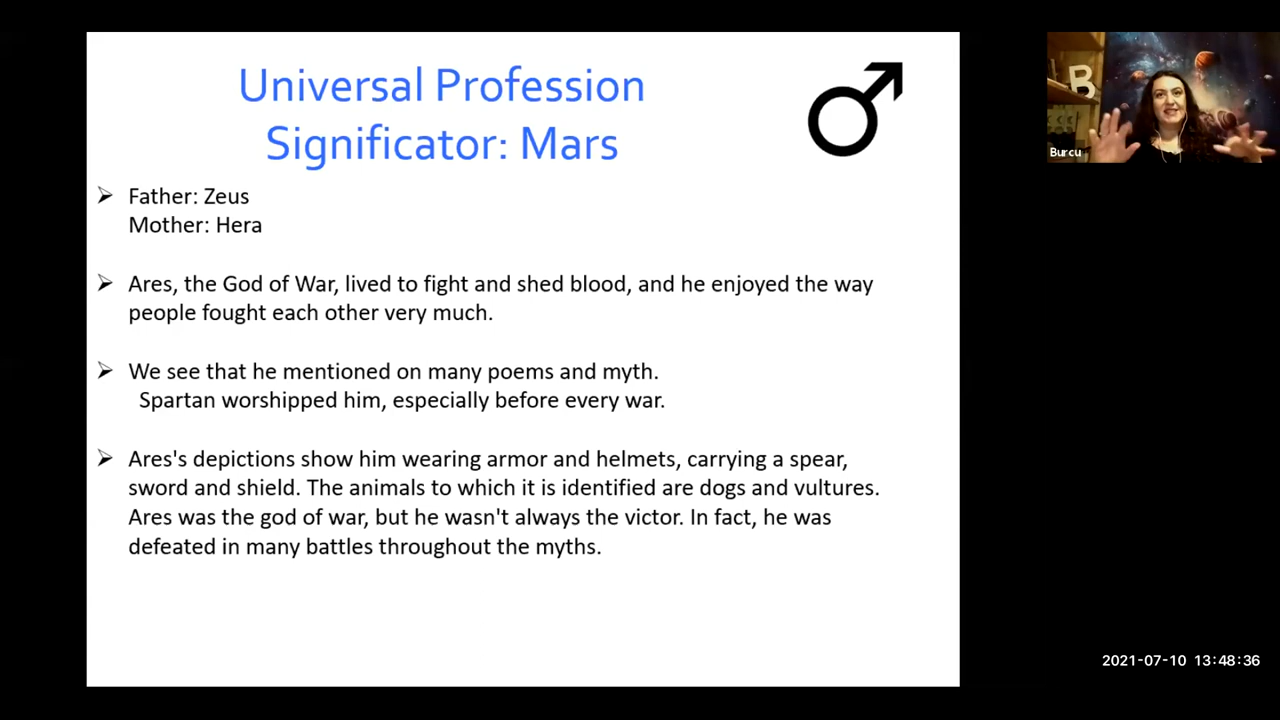 Universal Profession
Significator: Mars
Father: Zeus
Mother: Hera
Ares, the God of War, lived to fight and shed blood, and he enjoyed the way
people fought each other very much.
We see that he mentioned on many poems and myth.
Spartan worshipped him, especially before every war.
Ares's depictions show him wearing armor and helmets, carrying a spear,
sword and shield. The animals to which it is identified are dogs and vultures.
Ares was the god of war, but he wasn't always the victor. In fact, he was
defeated in many battles throughout the myths.
B
Burcu
2021-07-10 13:48:36